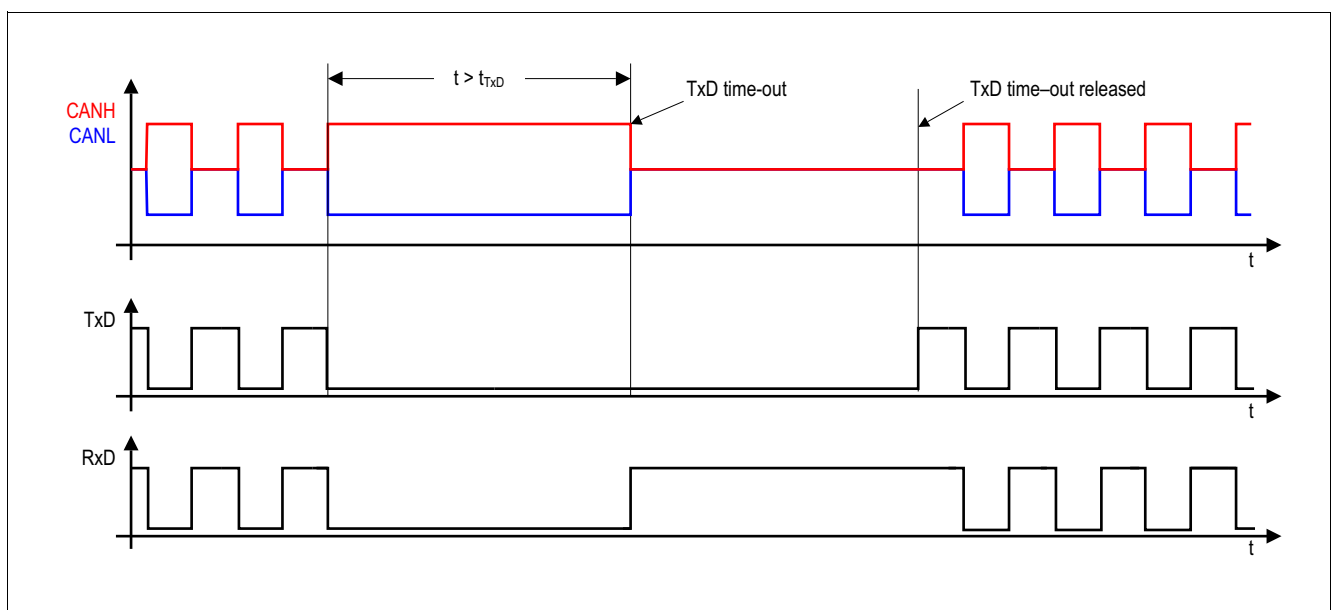 t > tTxD
TxD time-out
TxD time–out released
CANH
CANL
t
TxD
t
RxD
t